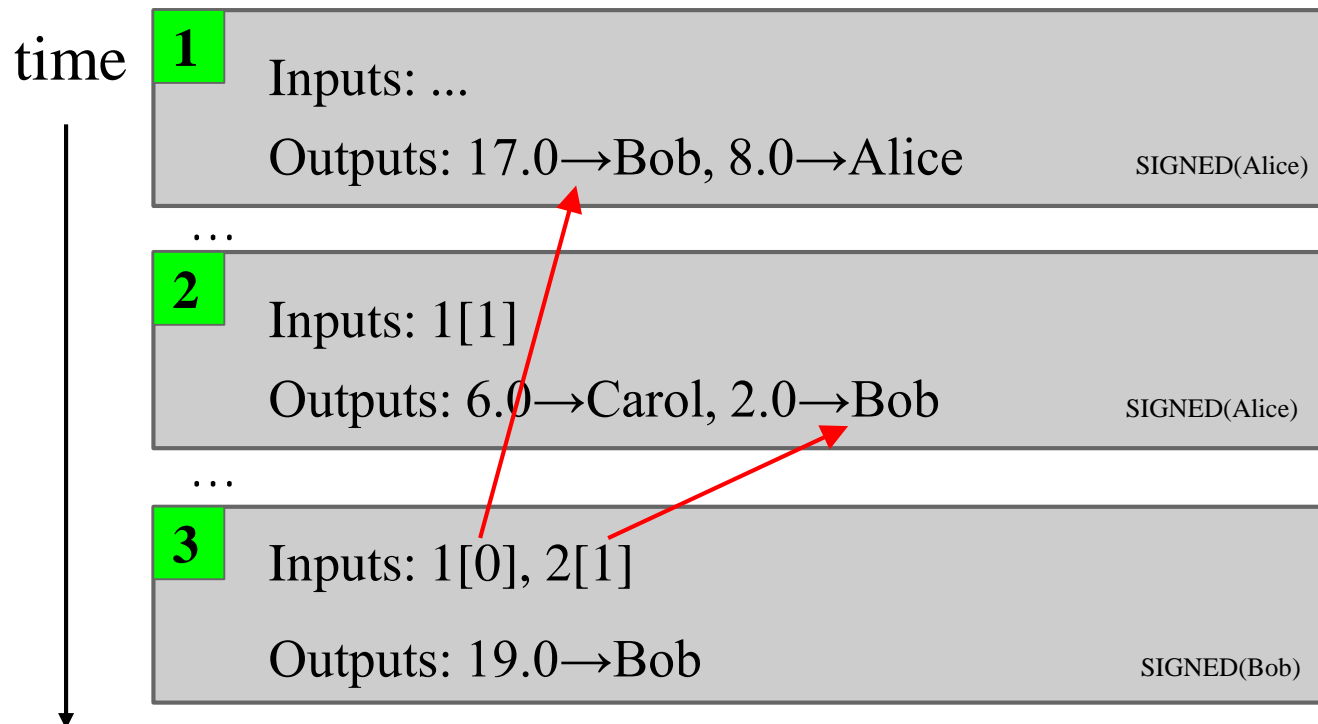 time
1
Inputs: ...
Outputs: 17.0→Bob, 8.0→Alice SIGNED(Alice)
...
2
Inputs: 1[1]
Outputs: 6.0→Carol, 2.0→Bob SIGNED(Alice)
...
3
Inputs: 1[0], 2[1]
Outputs: 19.0→Bob SIGNED(Bob)